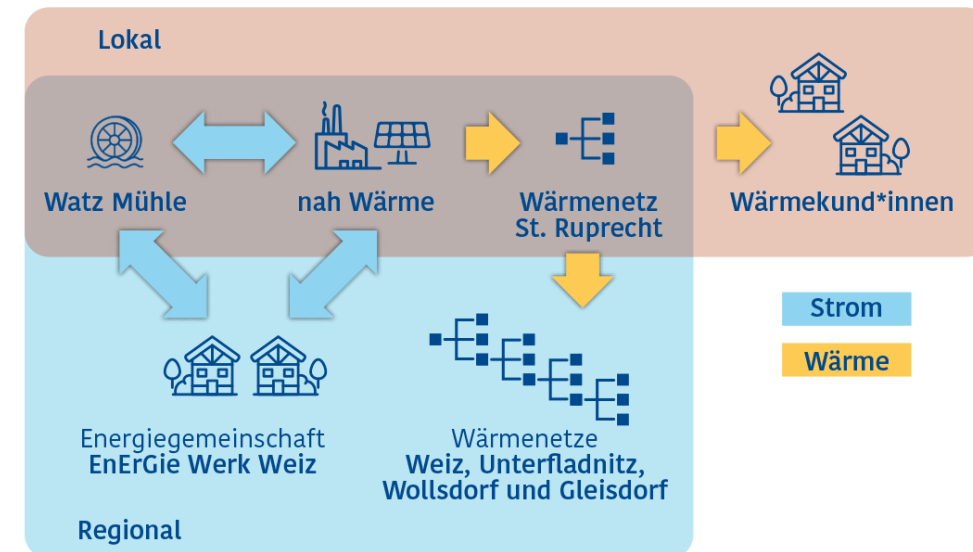 Lokal
Watz Mühle
nah Wärme
Wärmenetz
St. Ruprecht
Wärmekund*innen
Strom
Wärme
Energiegemeinschaft
EnErGie Werk Weiz
Wärmenetze
Weiz, Unterfladnitz,
Wollsdorf und Gleisdorf
Regional